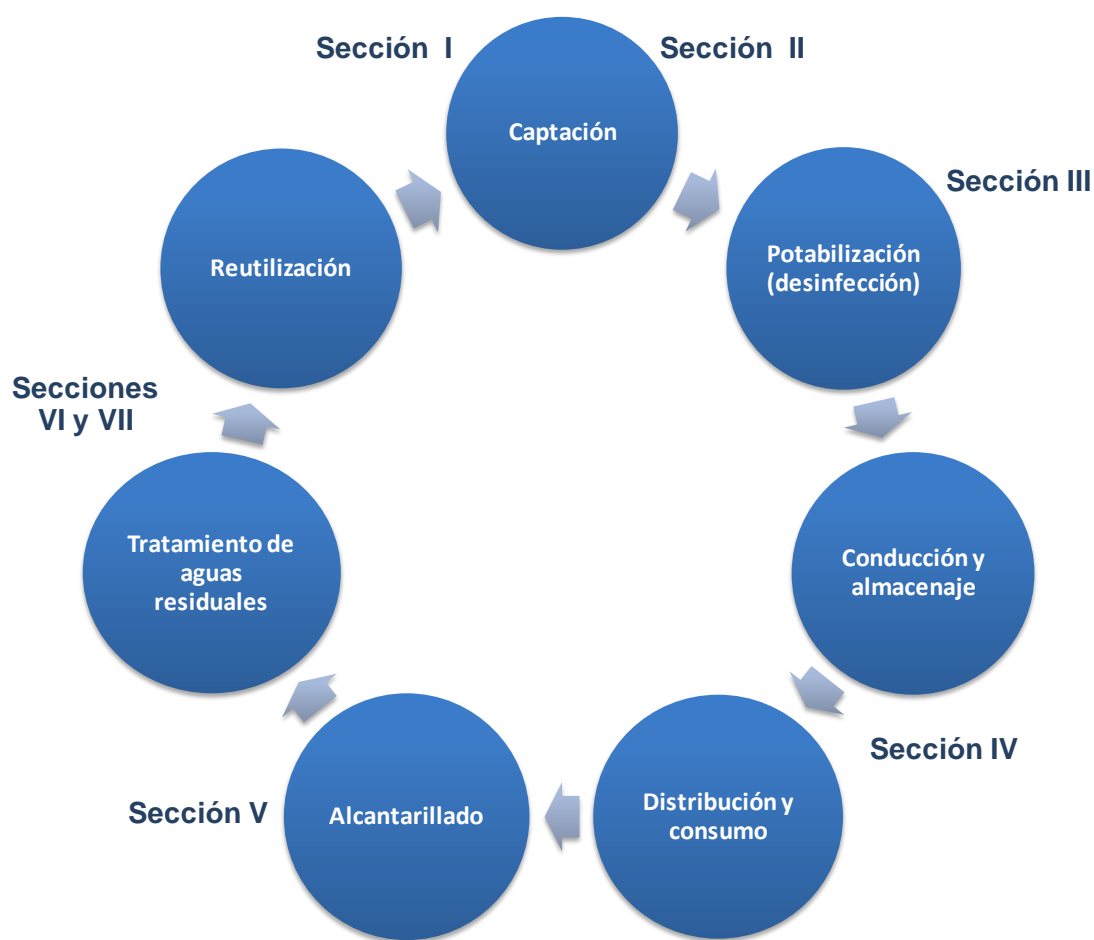 Sección I
Sección II
Captación
Sección III
Potabilización
(desinfección)
Reutilización
Secciones
VI y VII
Tratamiento de
aguas
residuales
Conducción y
almacenaje
Sección IV
Distribución y
consumo
Sección V
Alcantarillado